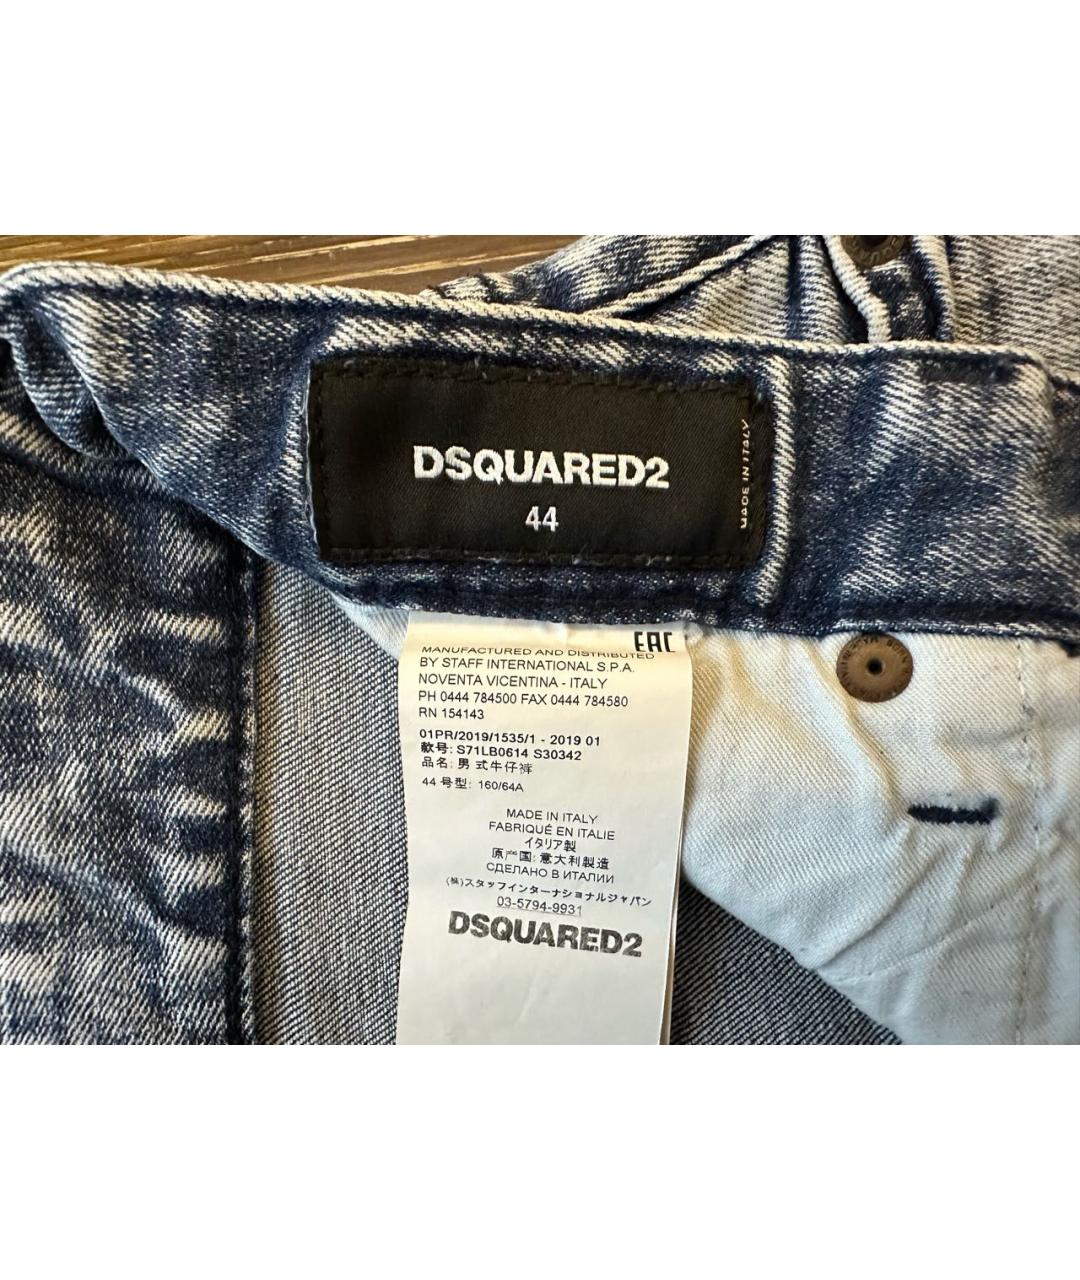 DSQUARED2
44
MADE IN ITALY
EAC
MANUFACTURED AND DISTRIBUTED
BY STAFF INTERNATIONAL S.P.A.
NOVENTA VICENTINA - ITALY
PH 0444 784500 FAX 0444 784580
RN 154143
01PR/2019/1535/1 - 2019 01
款号: S71LB0614 S30342
品名: 男 式牛仔裤
44 号型: 160/64A
MADE IN ITALY
FABRIQUÉ EN ITALIE
イタリア製
原产国: 意大利製造
СДЕЛАНО В ИТАЛИИ
(株)スタッフインターナショナルジャパン
03-5794-9931
DSQUARED2